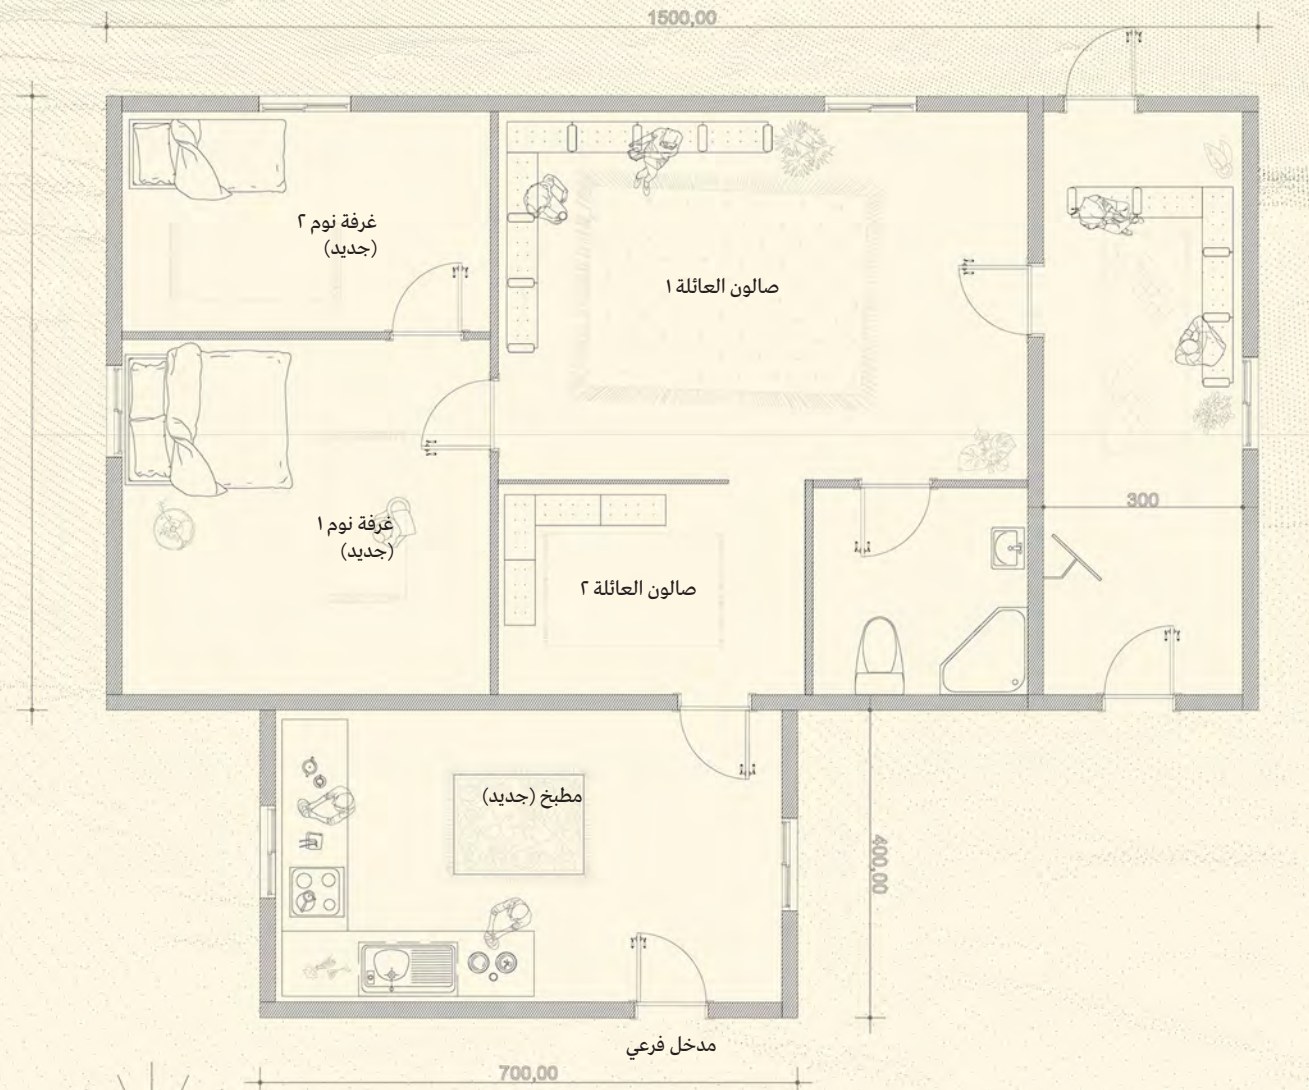 1500,00
غرفة نوم ٢
(جديد)
صالون العائلة ١
300
غرفة نوم ١
(جديد)
صالون العائلة ٢
مطبخ (جديد)
400,00
مدخل فرعي
700,00